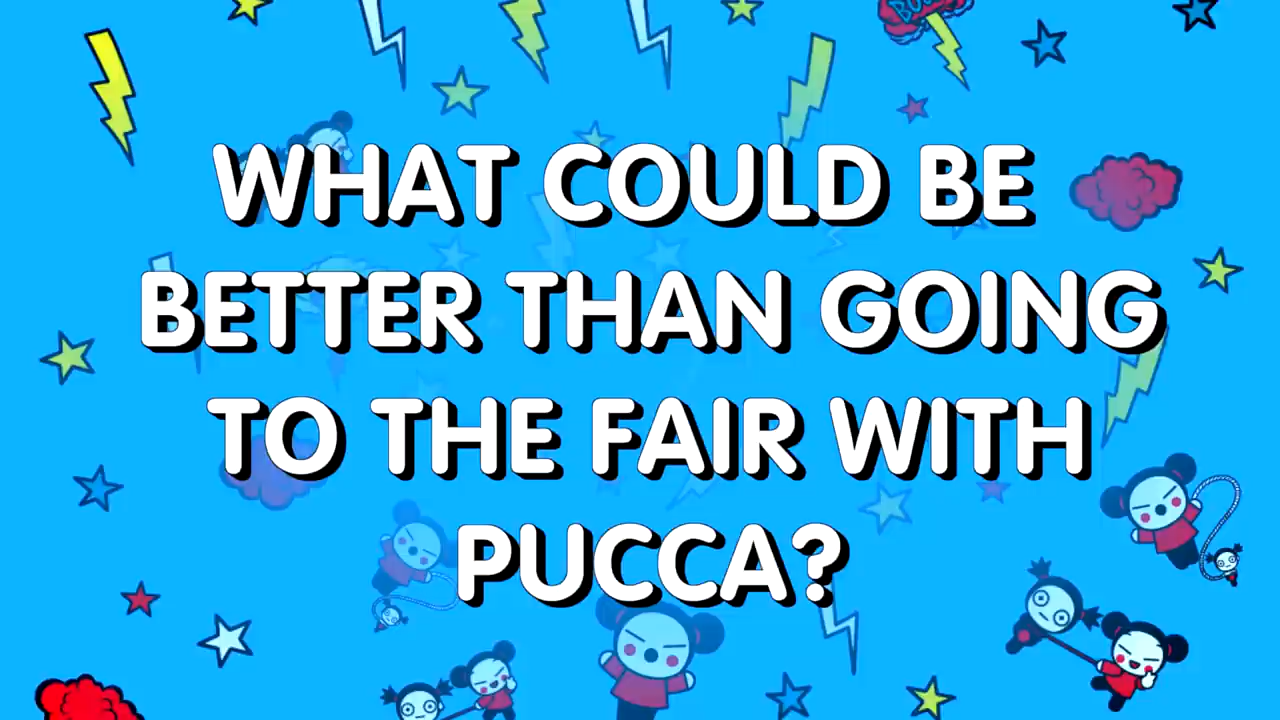 WHAT COULD BE
BETTER THAN GOING
TO THE FAIR WITH
PUCCA?